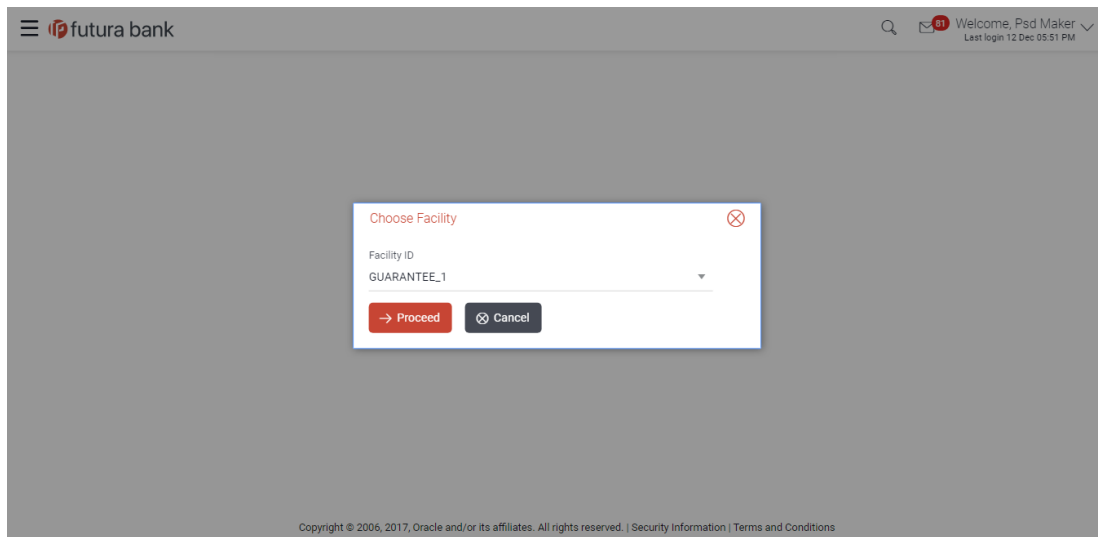 futura bank
81
Welcome, Psd Maker
Last login 12 Dec 05:51 PM
Choose Facility
Facility ID
GUARANTEE_1
Proceed
Cancel
Copyright © 2006, 2017, Oracle and/or its affiliates. All rights reserved. | Security Information | Terms and Conditions